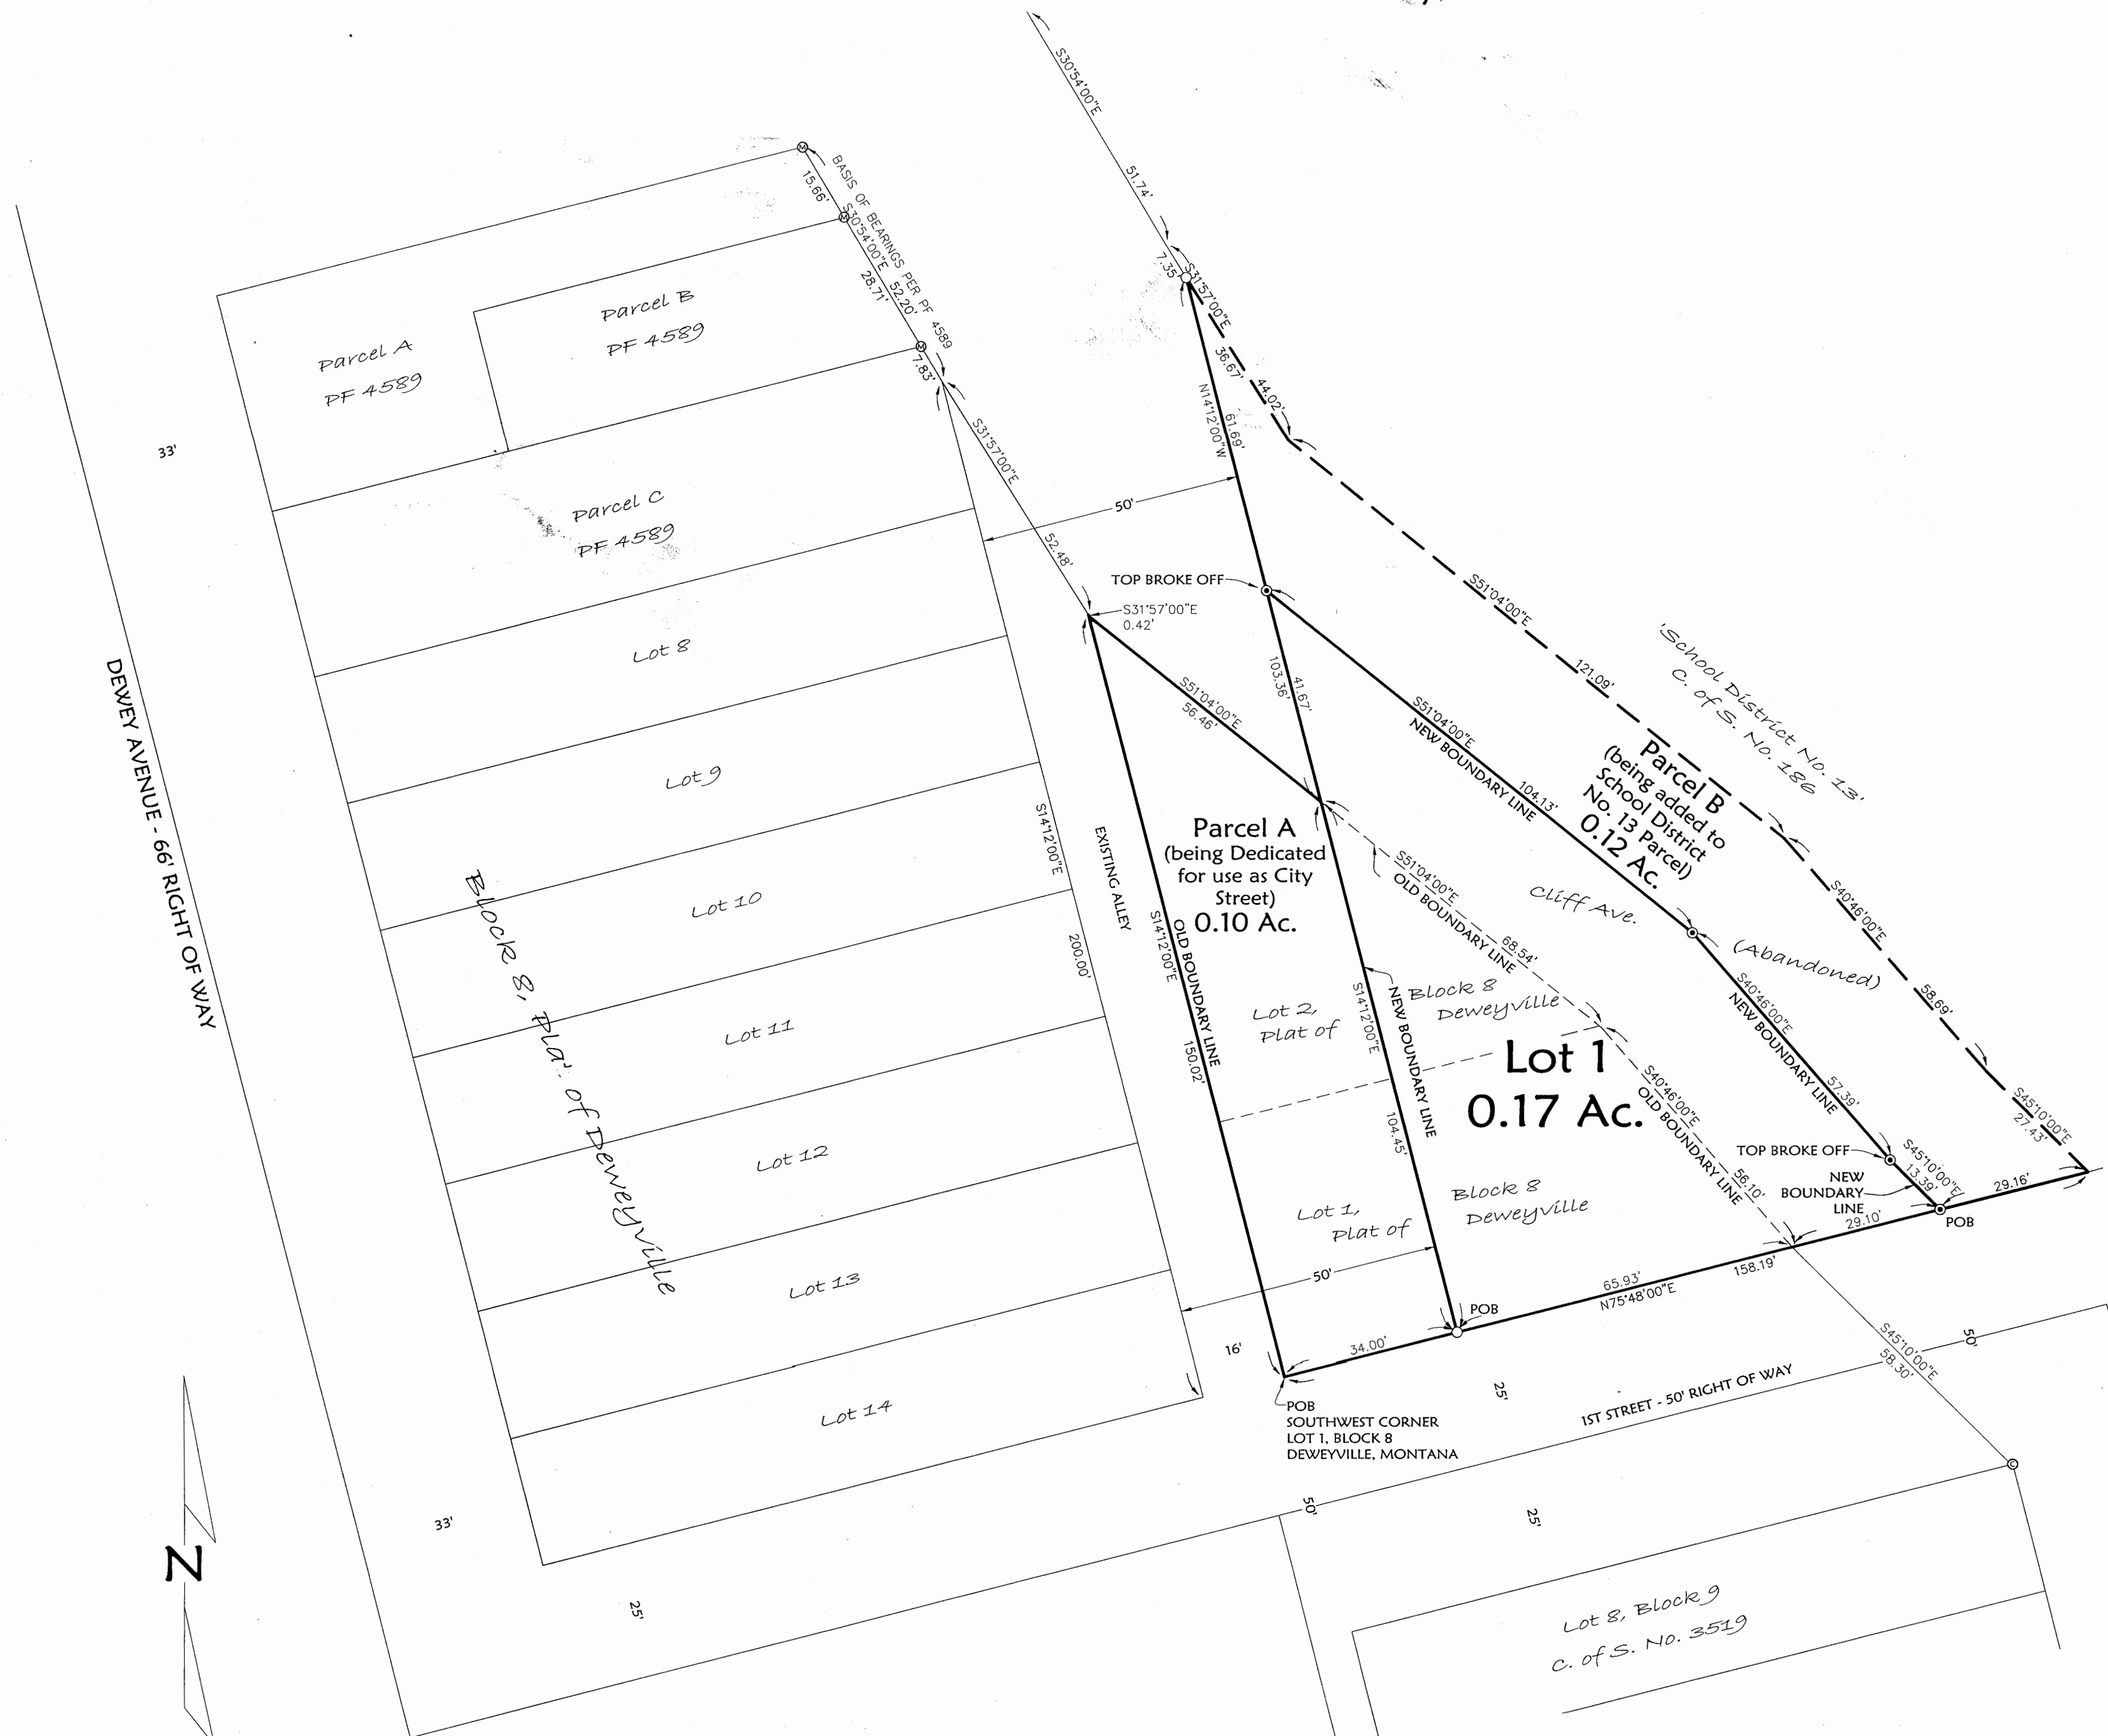 S30°54'00"E
51.74'
7.35'
S31°57'00"E
36.67'
44.02'
BASIS OF BEARINGS PER PF 4589
15.66'
S30°54'00"E 52.20'
28.71'
7.83'
Parcel A
PF 4589
Parcel B
PF 4589
Parcel C
PF 4589
33'
DEWEY AVENUE - 66' RIGHT OF WAY
Lot 8
Lot 9
Lot 10
Lot 11
Lot 12
Lot 13
Lot 14
Block 8, Plat of Deweyville
S31°57'00"E
52.48'
N14°12'00"W
61.69'
50'
TOP BROKE OFF
S31°57'00"E
0.42'
S51°04'00"E
56.46'
103.36'
41.67'
S51°04'00"E
121.09'
'School District No. 13'
C. of S. No. 186
S51°04'00"E
104.13'
NEW BOUNDARY LINE
Parcel B
(being added to
School District
No. 13 Parcel)
0.12 Ac.
Parcel A
(being Dedicated
for use as City
Street)
0.10 Ac.
EXISTING ALLEY
S14°12'00"E
200.00'
S14°12'00"E
150.02'
OLD BOUNDARY LINE
S51°04'00"E
68.54'
OLD BOUNDARY LINE
Cliff Ave.
(Abandoned)
S40°46'00"E
58.69'
S40°46'00"E
57.39'
NEW BOUNDARY LINE
Lot 2,
Plat of
Block 8
Deweyville
S14°12'00"E
104.45'
NEW BOUNDARY LINE
Lot 1
0.17 Ac.
S40°46'00"E
56.10'
OLD BOUNDARY LINE
S45°10'00"E
27.43'
TOP BROKE OFF
S45°10'00"E
13.39'
NEW
BOUNDARY
LINE
29.16'
29.10'
POB
Lot 1,
Plat of
Block 8
Deweyville
50'
POB
65.93'
N75°48'00"E
158.19'
34.00'
16'
POB
SOUTHWEST CORNER
LOT 1, BLOCK 8
DEWEYVILLE, MONTANA
25'
1ST STREET - 50' RIGHT OF WAY
S45°10'00"E
58.30'
50'
50'
25'
33'
25'
N
M
M
M
C
Lot 8, Block 9
C. of S. No. 3519